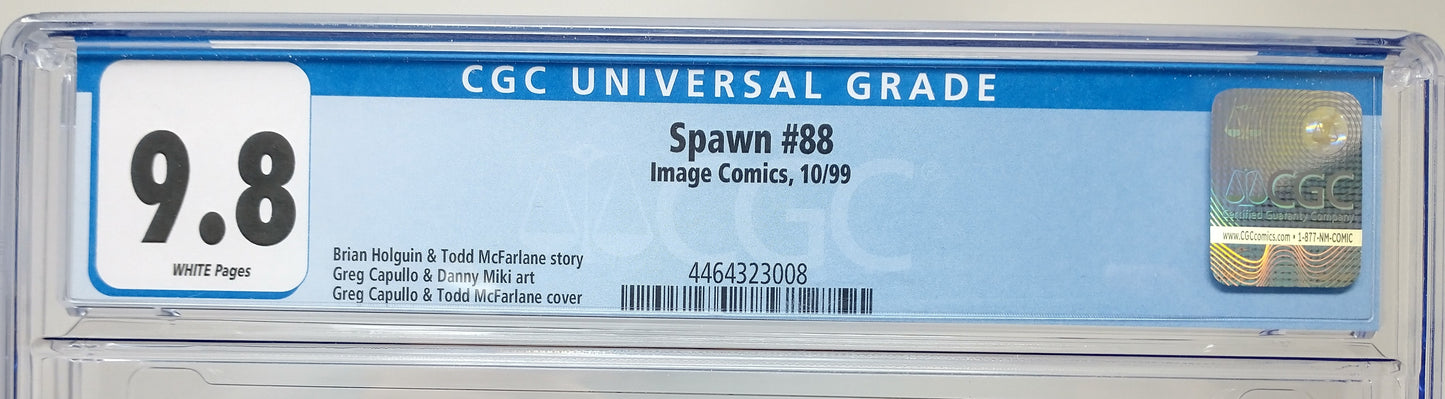 CGC UNIVERSAL GRADE
9.8
WHITE Pages
Spawn #88
Image Comics, 10/99
Brian Holguin & Todd McFarlane story
Greg Capullo & Danny Miki art
Greg Capullo & Todd McFarlane cover
4464323008
CGC
CGC
Certified Guaranty Company
www.CGCcomics.com • 1-877-NM-COMIC